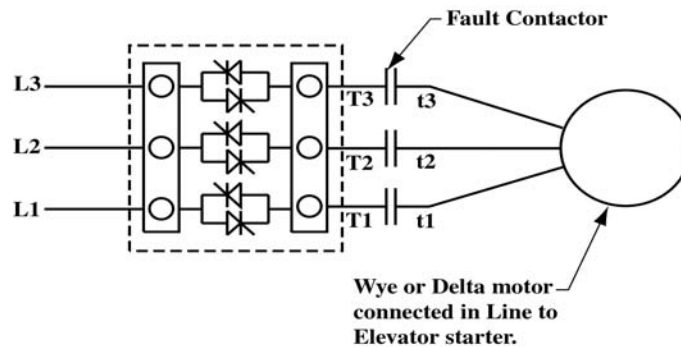 Fault Contactor
L3
T3
t3
L2
T2
t2
L1
T1
t1
Wye or Delta motor
connected in Line to
Elevator starter.